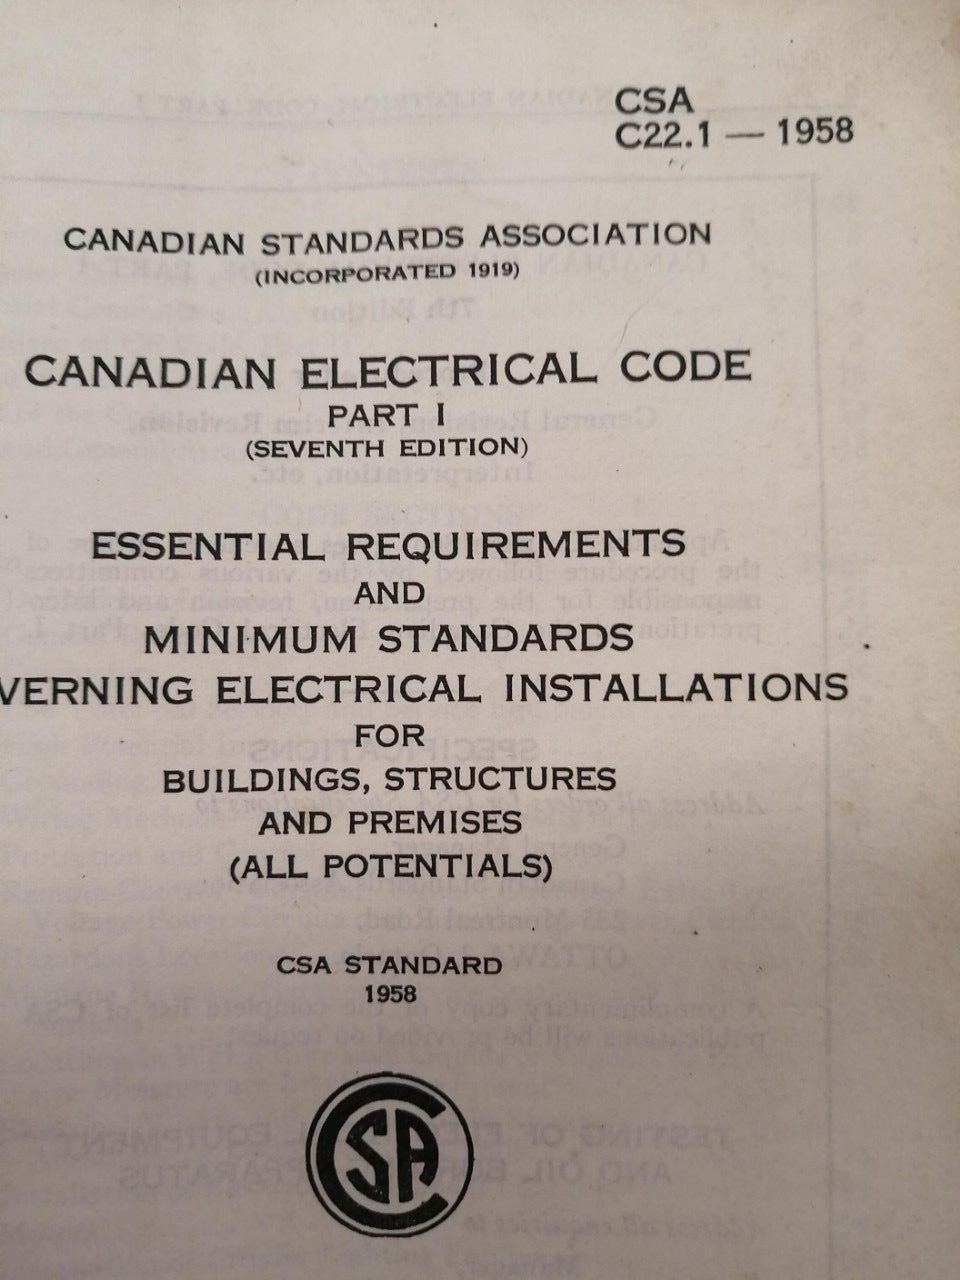 CSA
C22.1 — 1958
CANADIAN STANDARDS ASSOCIATION
(INCORPORATED 1919)
CANADIAN ELECTRICAL CODE
PART I
(SEVENTH EDITION)
ESSENTIAL REQUIREMENTS
AND
MINIMUM STANDARDS
VERNING ELECTRICAL INSTALLATIONS
FOR
BUILDINGS, STRUCTURES
AND PREMISES
(ALL POTENTIALS)
CSA STANDARD
1958
CSA